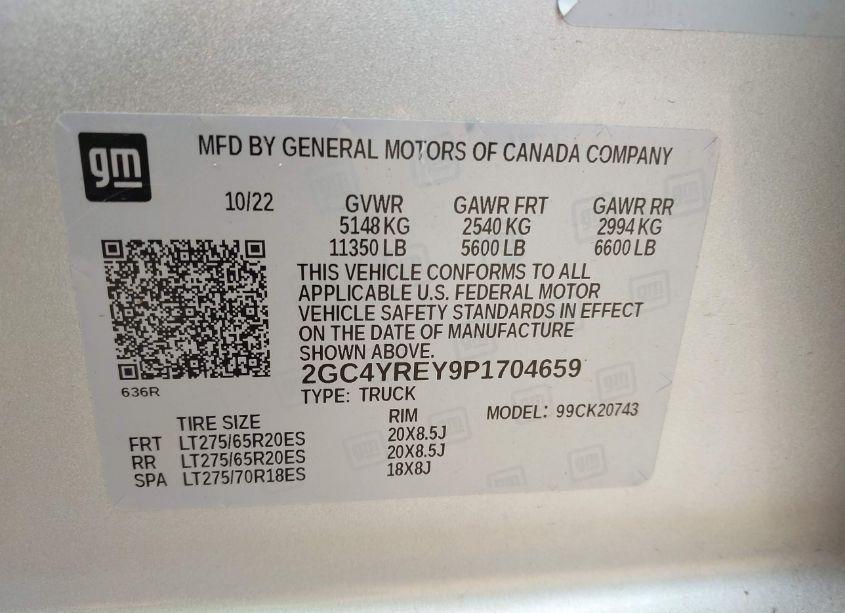 gm
MFD BY GENERAL MOTORS OF CANADA COMPANY
10/22 GVWR GAWR FRT GAWR RR
5148 KG 2540 KG 2994 KG
11350 LB 5600 LB 6600 LB
THIS VEHICLE CONFORMS TO ALL
APPLICABLE U.S. FEDERAL MOTOR
VEHICLE SAFETY STANDARDS IN EFFECT
ON THE DATE OF MANUFACTURE
SHOWN ABOVE.
2GC4YREY9P1704659
636R
TYPE: TRUCK
TIRE SIZE RIM MODEL: 99CK20743
FRT LT275/65R20ES 20X8.5J
RR LT275/65R20ES 20X8.5J
SPA LT275/70R18ES 18X8J